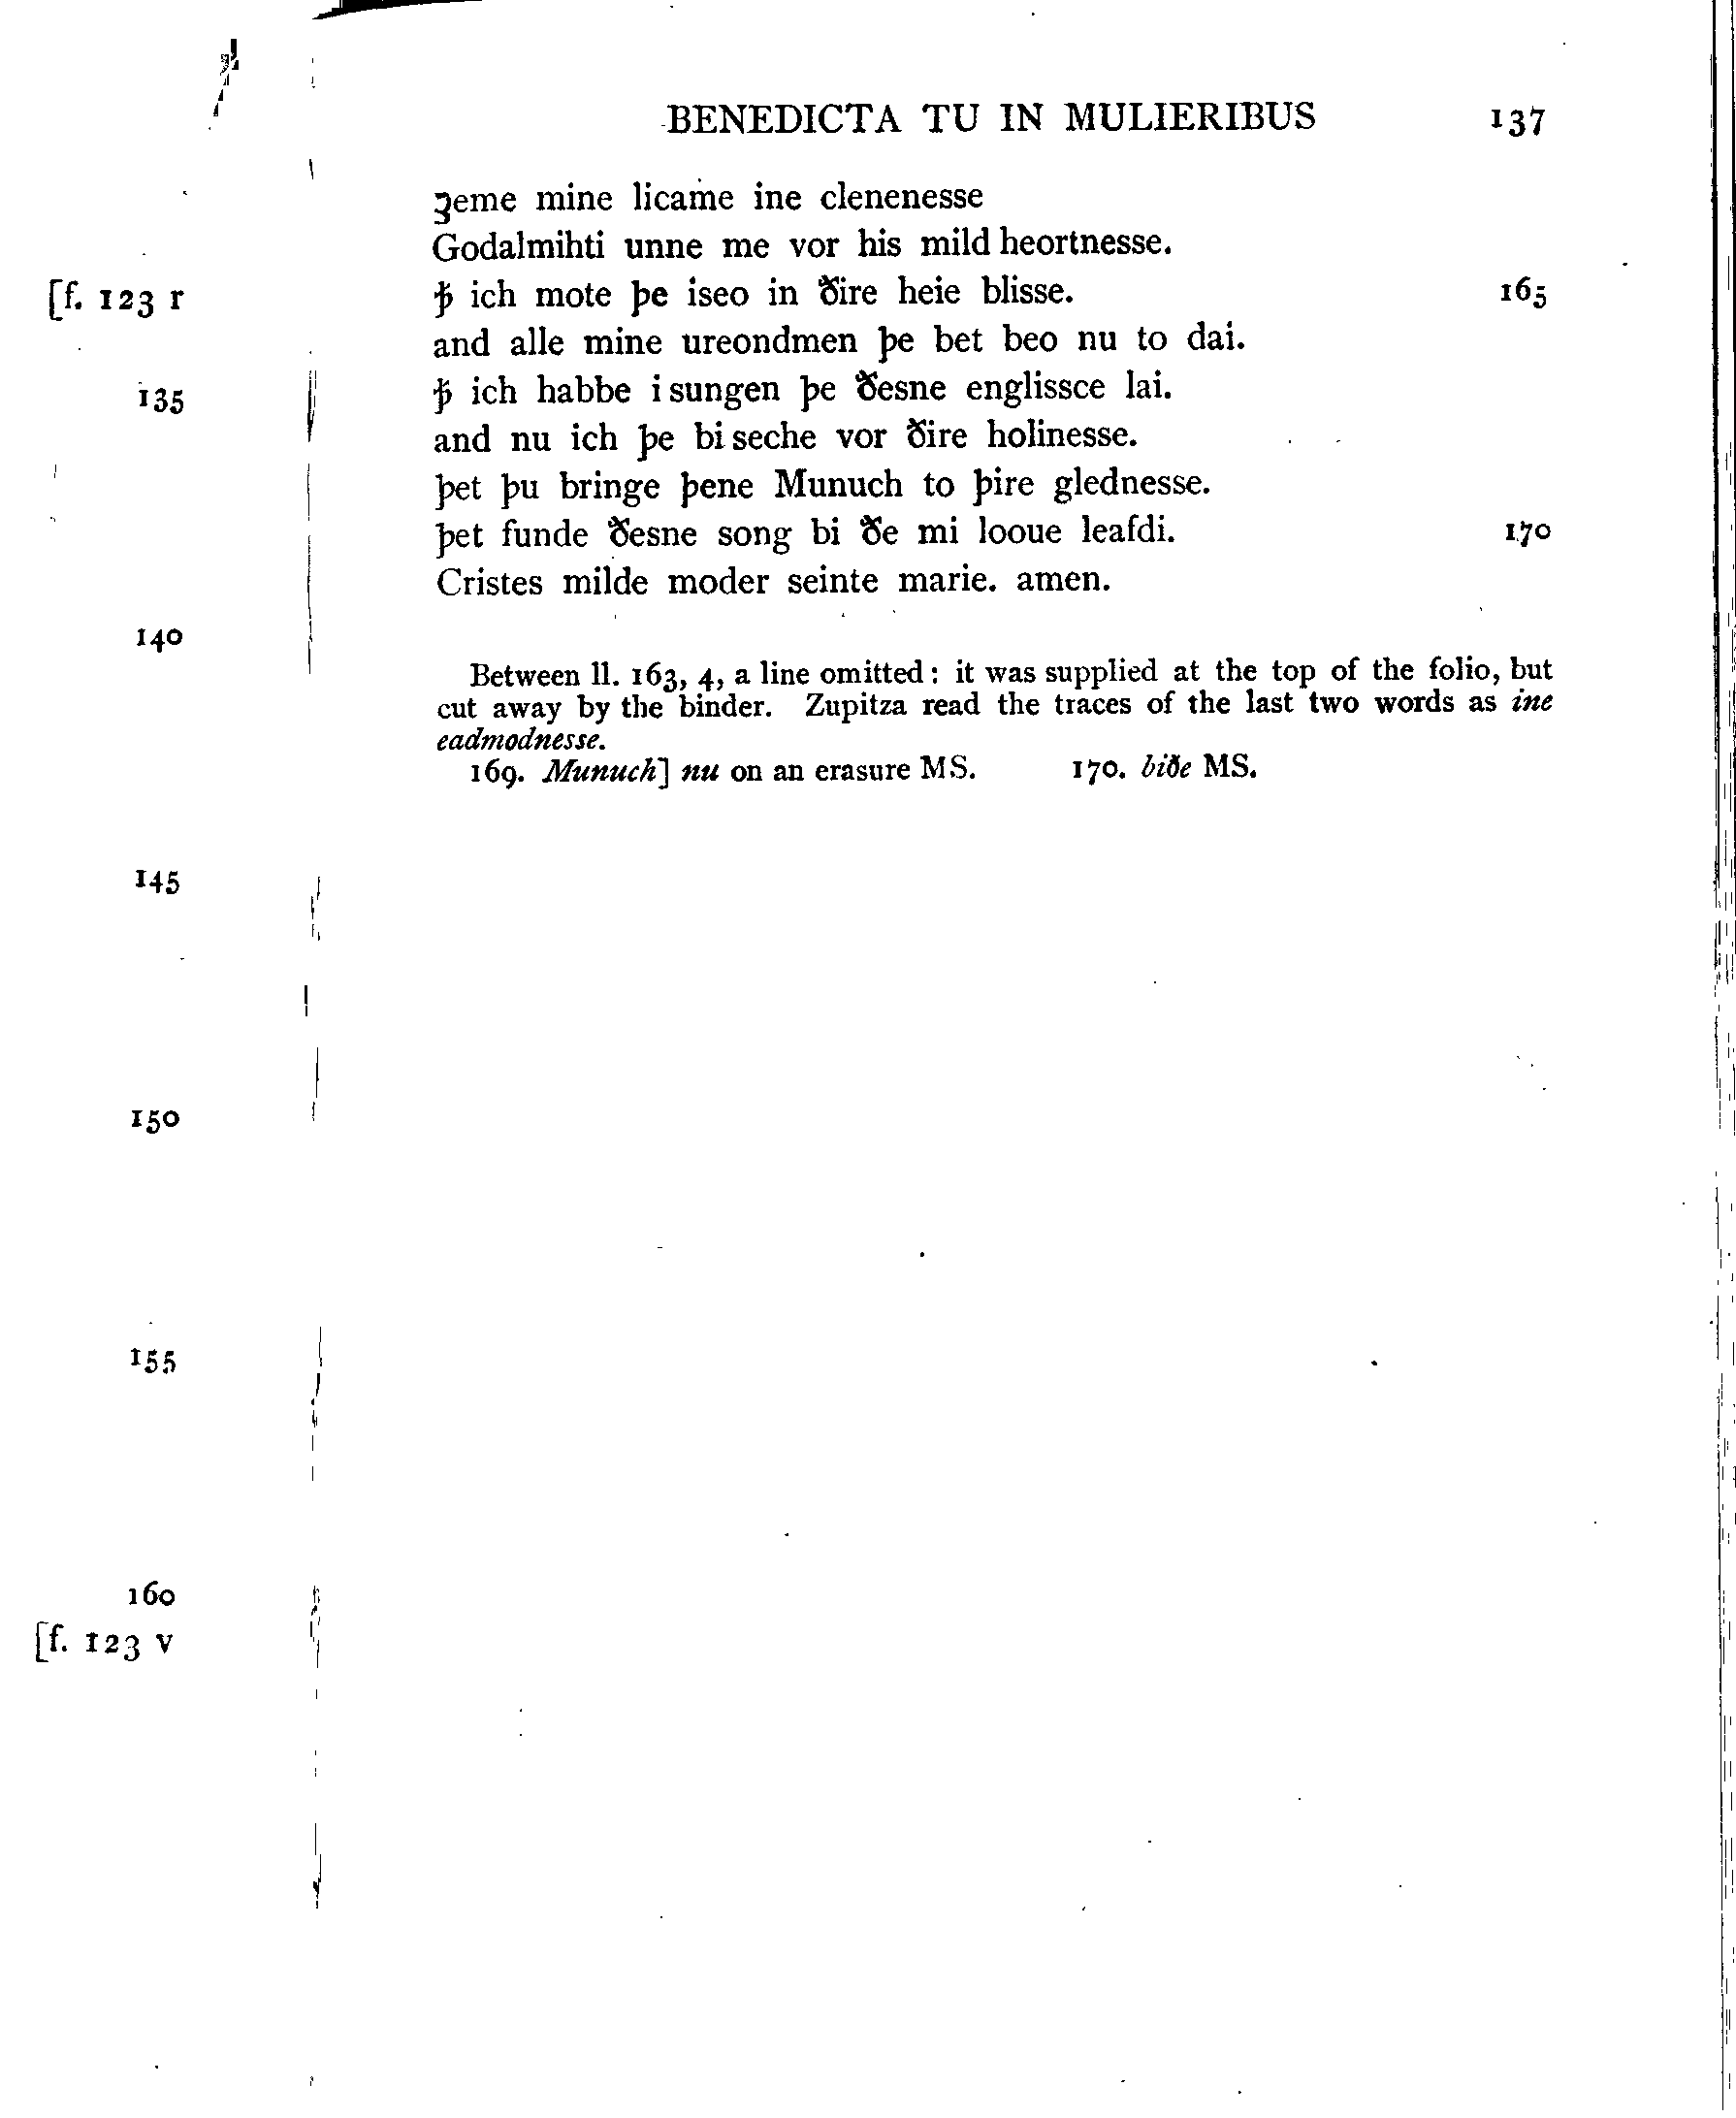 BENEDICTA TU IN MULIERIBUS 137
ȝeme mine licame ine clenenesse
Godalmihti unne me vor his mild heortnesse.
[f. 123 r
ꝥ ich mote þe iseo in ðire heie blisse. 165
and alle mine ureondmen þe bet beo nu to dai.
135
ꝥ ich habbe i sungen þe ðesne englissce lai.
and nu ich þe bi seche vor ðire holinesse.
þet þu bringe þene Munuch to þire glednesse.
þet funde ðesne song bi ðe mi looue leafdi. 170
Cristes milde moder seinte marie. amen.
140
Between ll. 163, 4, a line omitted: it was supplied at the top of the folio, but
cut away by the binder. Zupitza read the traces of the last two words as ine
eadmodnesse.
169. Munuch] nu on an erasure MS. 170. biðe MS.
145
150
155
160
[f. 123 v